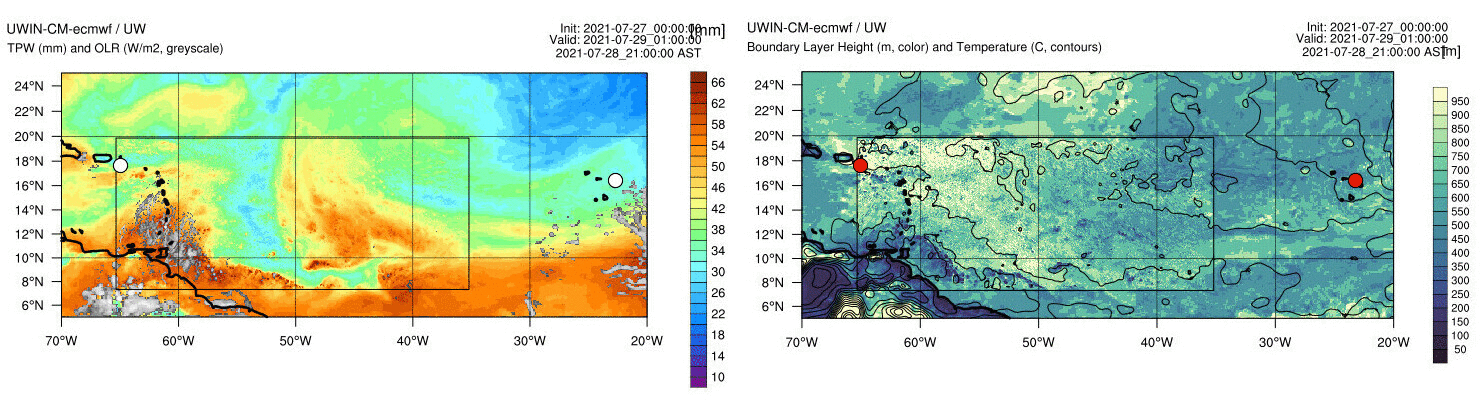 UWIN-CM-ecmwf / UW
Init: 2021-07-27_00:00:00
[mm]
TPW (mm) and OLR (W/m2, greyscale)
Valid: 2021-07-29_01:00:00
2021-07-28_21:00:00 AST
24°N
22°N
20°N
18°N
16°N
14°N
12°N
10°N
8°N
6°N
70°W 60°W 50°W 40°W 30°W 20°W
66
62
58
54
50
46
42
38
34
30
26
22
18
14
10
UWIN-CM-ecmwf / UW
Init: 2021-07-27_00:00:00
Boundary Layer Height (m, color) and Temperature (C, contours)
Valid: 2021-07-29_01:00:00
2021-07-28_21:00:00 AST
[m]
24°N
22°N
20°N
18°N
16°N
14°N
12°N
10°N
8°N
6°N
70°W 60°W 50°W 40°W 30°W 20°W
950
900
850
800
750
700
650
600
550
500
450
400
350
300
250
200
150
100
50